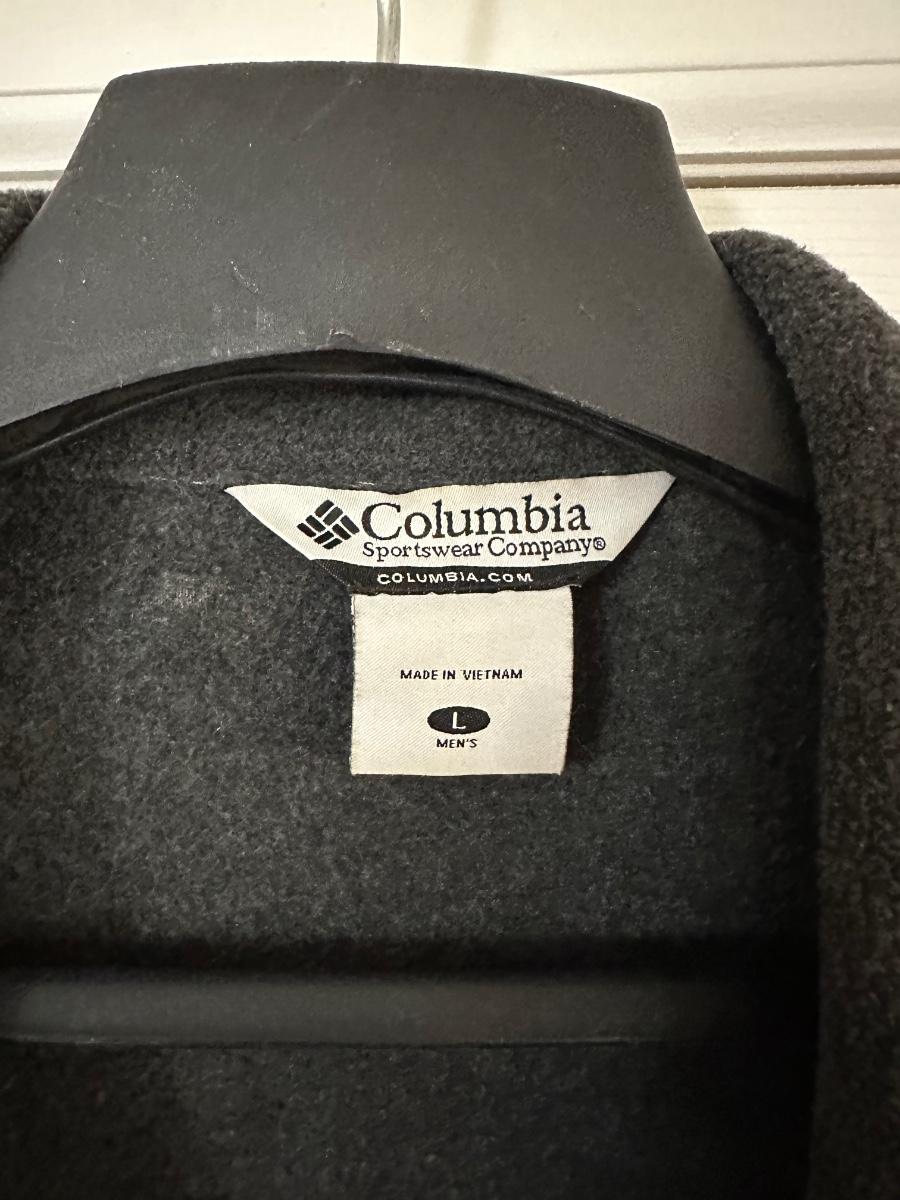 Columbia
Sportswear Company®
COLUMBIA.COM
MADE IN VIETNAM
L
MEN'S